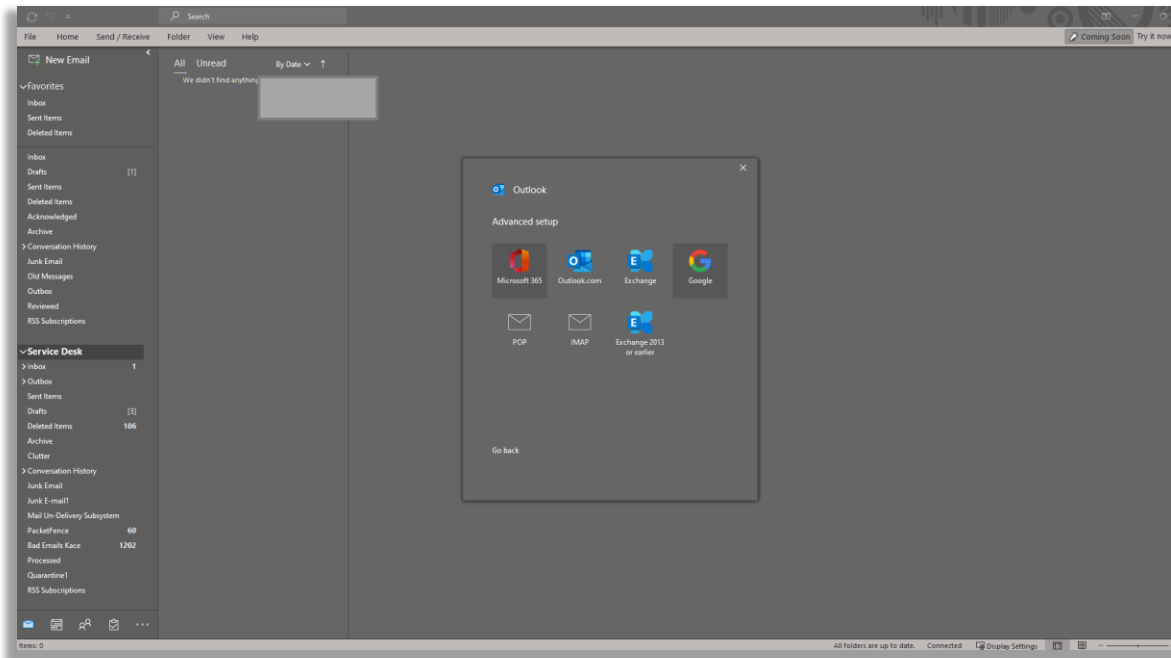 Search
File Home Send / Receive Folder View Help
Coming Soon Try it now
New Email
All Unread By Date
We didn't find anything
Favorites
Inbox
Sent Items
Deleted Items
Inbox
Drafts [1]
Sent Items
Deleted Items
Acknowledged
Archive
Conversation History
Junk Email
Old Messages
Outbox
Reviewed
RSS Subscriptions
Service Desk
Inbox 1
Outbox
Sent Items
Drafts [3]
Deleted Items 106
Archive
Clutter
Conversation History
Junk Email
Junk E-mail1
Mail Un-Delivery Subsystem
PacketFence 60
Bad Emails Kace 1202
Processed
Quarantine1
RSS Subscriptions
Outlook
Advanced setup
Microsoft 365 Outlook.com Exchange Google
POP IMAP Exchange 2013
or earlier
Go back
Items: 0 All folders are up to date. Connected Display Settings